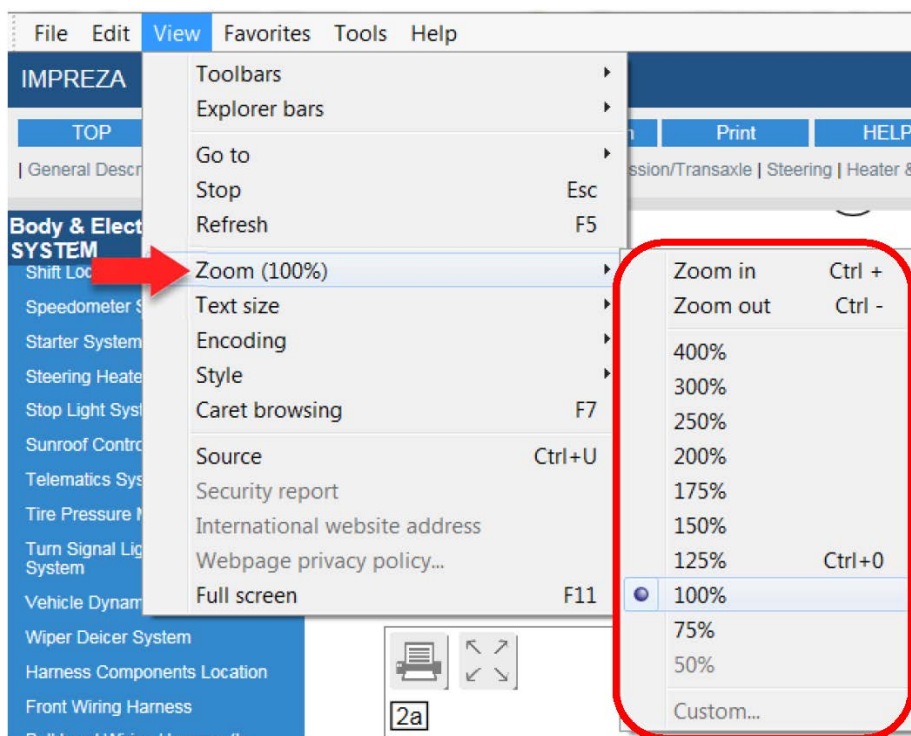 File Edit View Favorites Tools Help
IMPREZA
TOP
Print
HELP
| General Descr
ssion/Transaxle | Steering | Heater &
Body & Elect
SYSTEM
Shift Loc
Speedometer S
Starter System
Steering Heate
Stop Light Syst
Sunroof Contro
Telematics Sys
Tire Pressure M
Turn Signal Lig
System
Vehicle Dynam
Wiper Deicer System
Harness Components Location
Front Wiring Harness
Toolbars
Explorer bars
Go to
Stop Esc
Refresh F5
Zoom (100%)
Text size
Encoding
Style
Caret browsing F7
Source Ctrl+U
Security report
International website address
Webpage privacy policy...
Full screen F11
Zoom in Ctrl +
Zoom out Ctrl -
400%
300%
250%
200%
175%
150%
125% Ctrl+0
100%
75%
50%
Custom...
2a